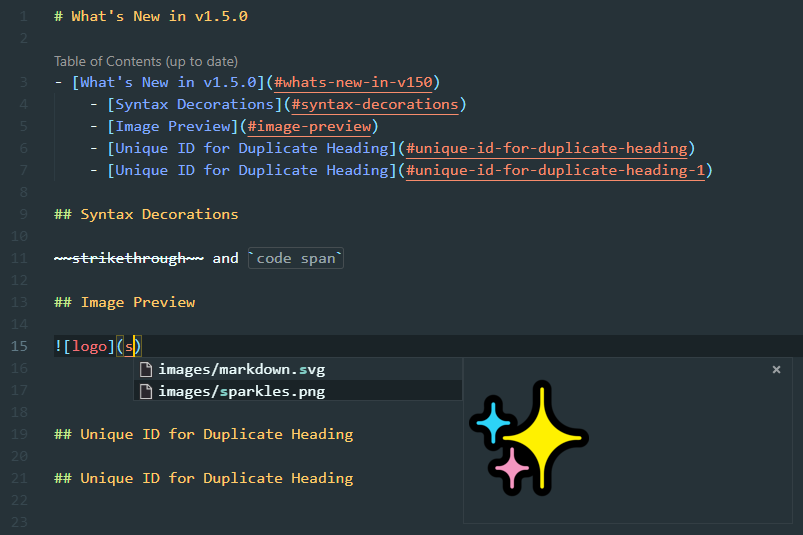 1 # What's New in v1.5.0
2
Table of Contents (up to date)
3 - [What's New in v1.5.0](#whats-new-in-v150)
4 - [Syntax Decorations](#syntax-decorations)
5 - [Image Preview](#image-preview)
6 - [Unique ID for Duplicate Heading](#unique-id-for-duplicate-heading)
7 - [Unique ID for Duplicate Heading](#unique-id-for-duplicate-heading-1)
8
9 ## Syntax Decorations
10
11 ~~strikethrough~~ and `code span`
12
13 ## Image Preview
14
15 ![logo](s)
16 images/markdown.svg ×
17 images/sparkles.png
18
19 ## Unique ID for Duplicate Heading
20
21 ## Unique ID for Duplicate Heading
22
23